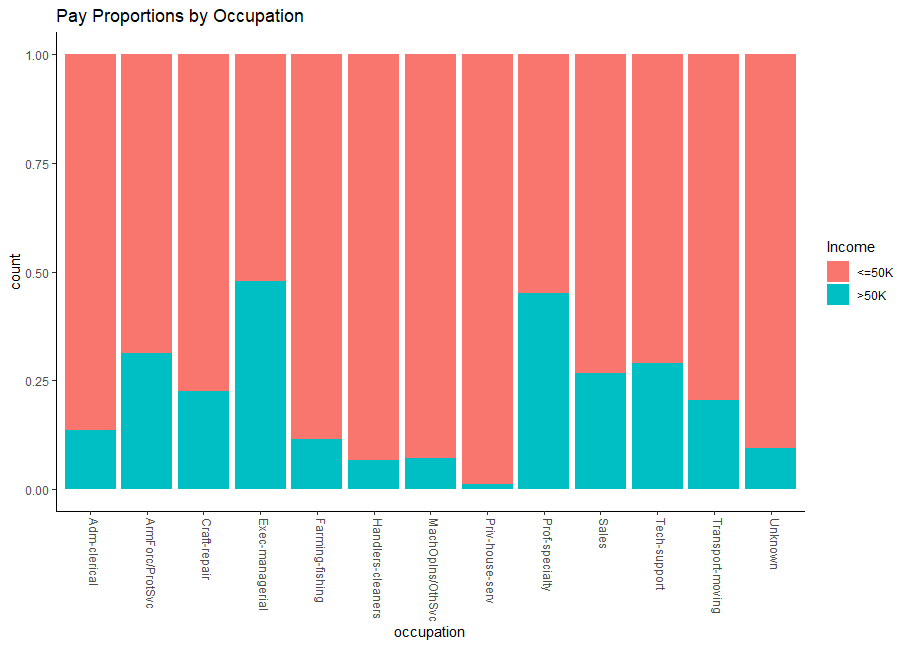 Pay Proportions by Occupation
1.00
0.75
0.50
0.25
0.00
count
Adm-clerical
ArmForc/ProtSvc
Craft-repair
Exec-managerial
Farming-fishing
Handlers-cleaners
MachOpIns/OthSvc
Priv-house-serv
Prof-specialty
Sales
Tech-support
Transport-moving
Unknown
occupation
Income
<=50K
>50K